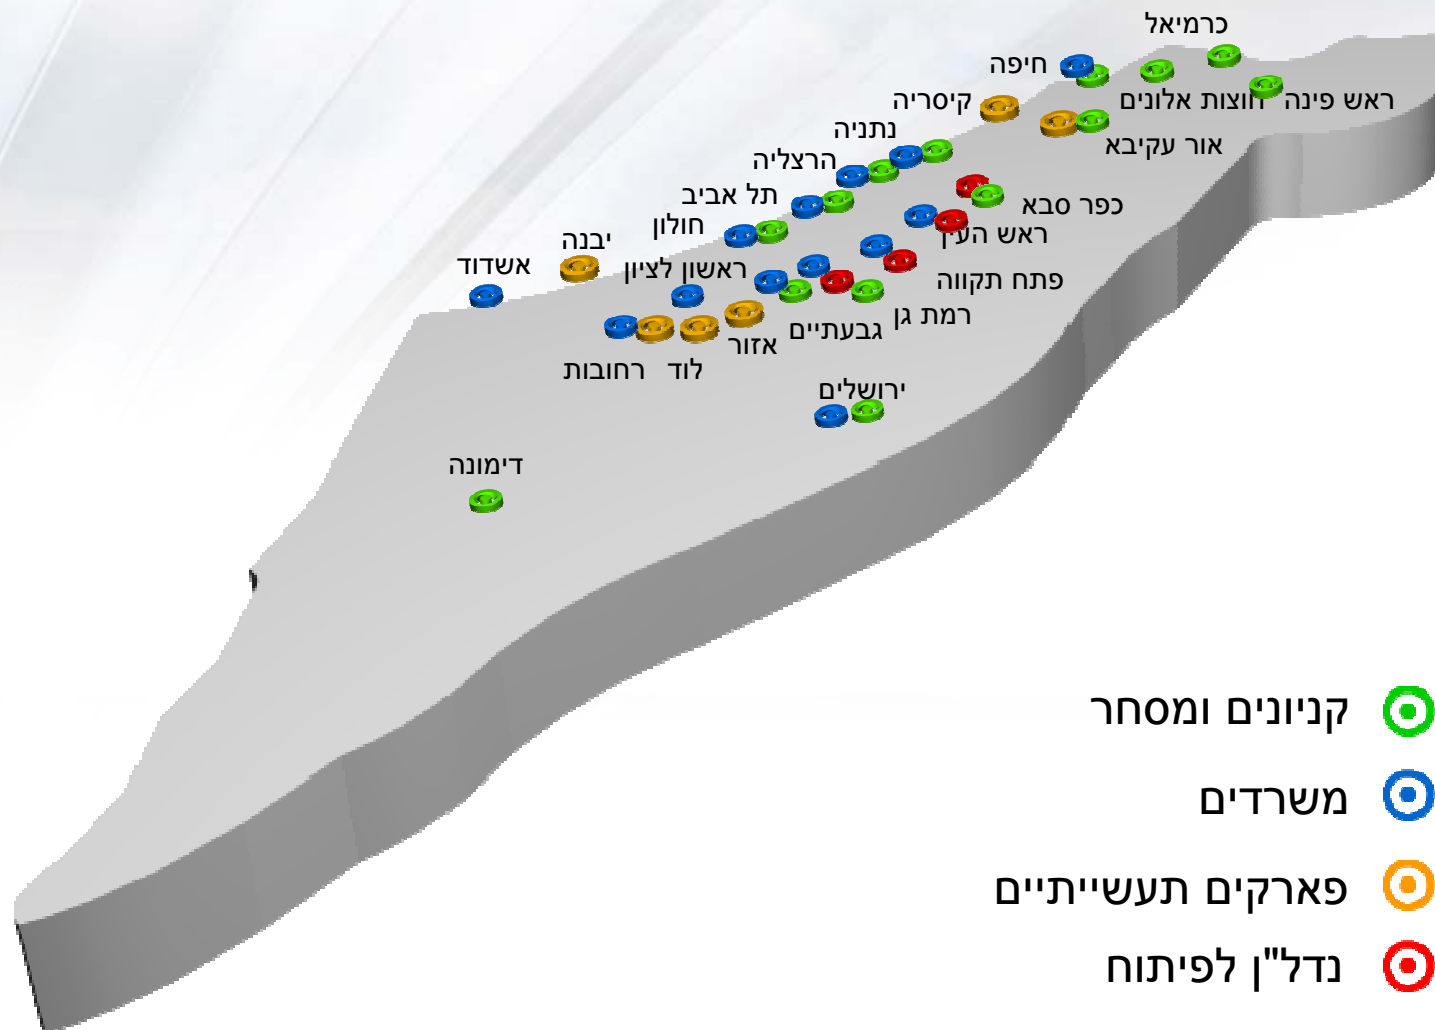 כרמיאל
חיפה
קיסריה
חוצות אלונים
ראש פינה
נתניה
אור עקיבא
הרצליה
תל אביב
כפר סבא
חולון
ראש העין
יבנה
אשדוד
ראשון לציון
פתח תקווה
רמת גן
גבעתיים
אזור
לוד
רחובות
ירושלים
דימונה
קניונים ומסחר
משרדים
פארקים תעשייתיים
נדל"ן לפיתוח